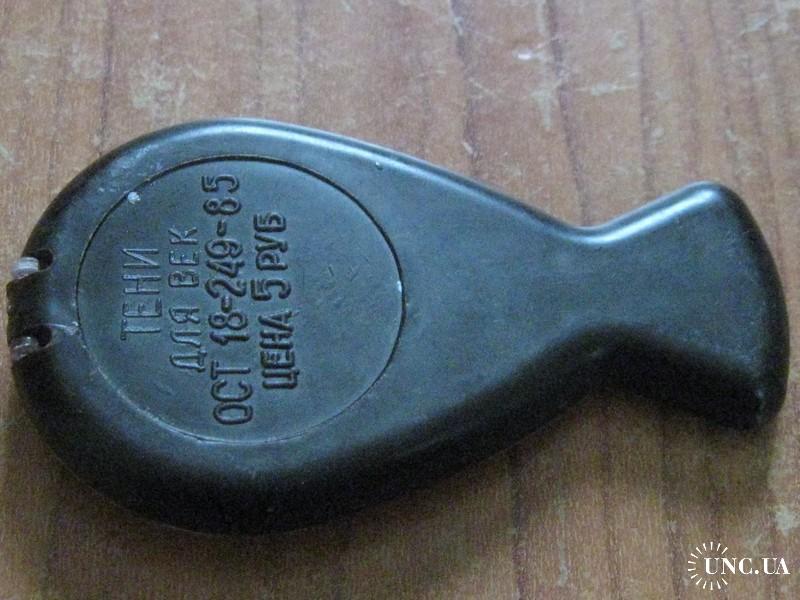 ТЕНИ
ДЛЯ ВЕК
ОСТ 18-249-85
ЦЕНА 5 РУБ
UNC.UA